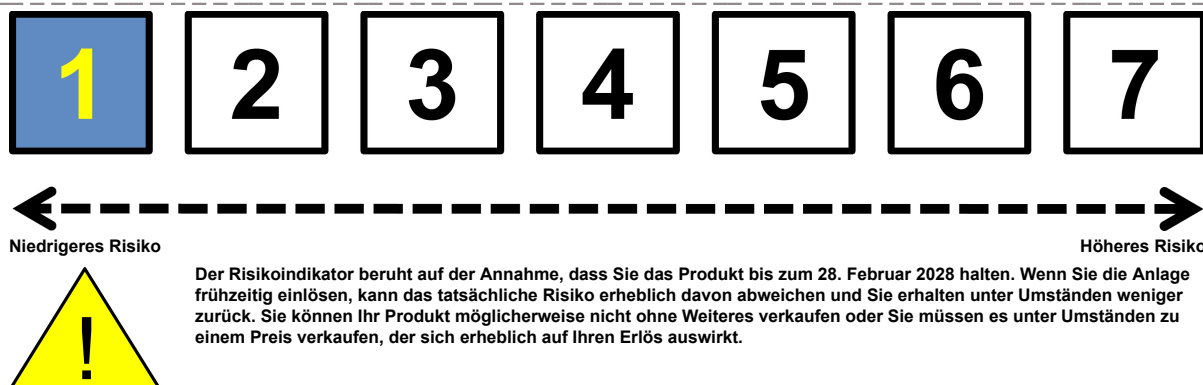 1 2 3 4 5 6 7
Niedrigeres Risiko Höheres Risiko
Der Risikoindikator beruht auf der Annahme, dass Sie das Produkt bis zum 28. Februar 2028 halten. Wenn Sie die Anlage
frühzeitig einlösen, kann das tatsächliche Risiko erheblich davon abweichen und Sie erhalten unter Umständen weniger
zurück. Sie können Ihr Produkt möglicherweise nicht ohne Weiteres verkaufen oder Sie müssen es unter Umständen zu
einem Preis verkaufen, der sich erheblich auf Ihren Erlös auswirkt.
!